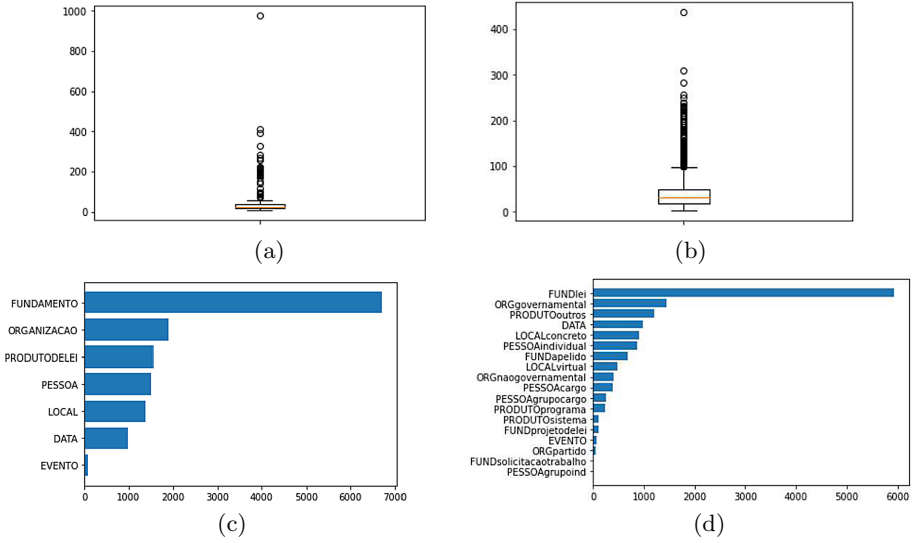 1000
800
600
400
200
0
(a)
400
300
200
100
0
(b)
FUNDAMENTO
ORGANIZACAO
PRODUTODELEI
PESSOA
LOCAL
DATA
EVENTO
0 1000 2000 3000 4000 5000 6000 7000
(c)
FUNDlei
ORGgovernamental
PRODUTOoutros
DATA
LOCALconcreto
PESSOAindividual
FUNDapelido
LOCALvirtual
ORGnaogovernamental
PESSOAcargo
PESSOAgrupocargo
PRODUTOprograma
PRODUTOsistema
FUNDprojetodelei
EVENTO
ORGpartido
FUNDsolicitacaotrabalho
PESSOAgrupoind
0 1000 2000 3000 4000 5000 6000
(d)